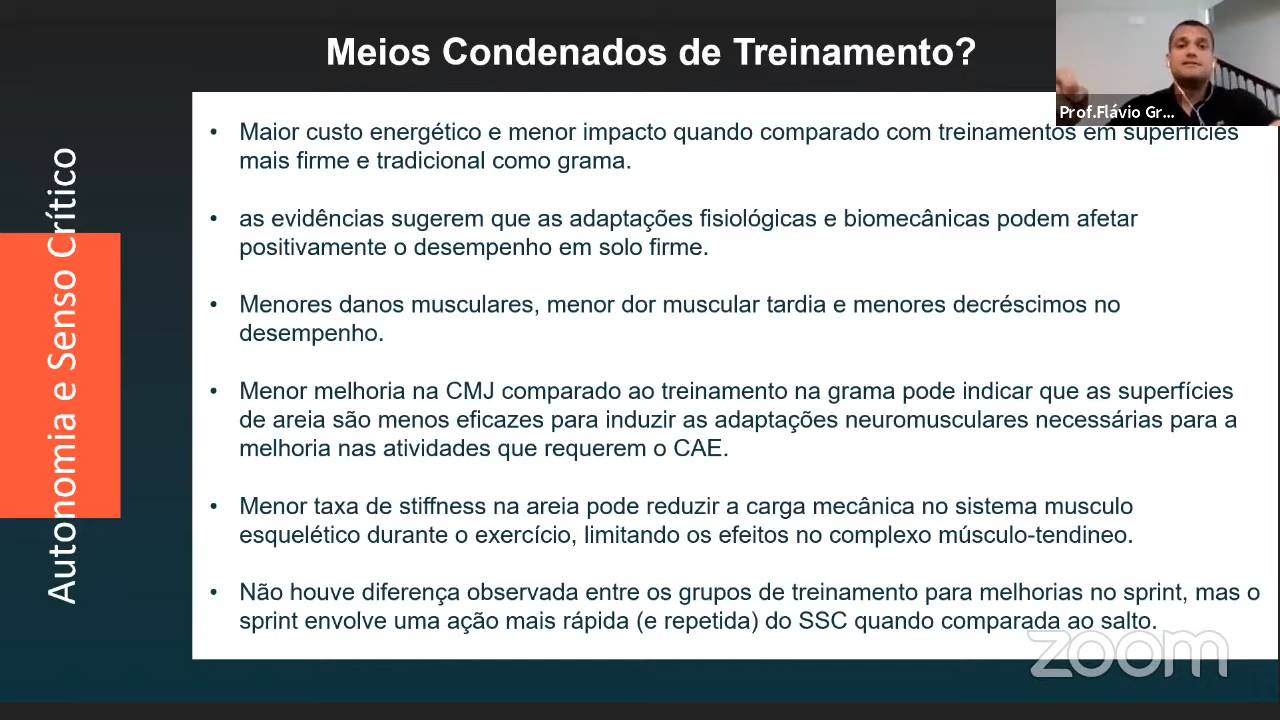 Meios Condenados de Treinamento?
Prof.Flávio Gr...
Autonomia e Senso Crítico
• Maior custo energético e menor impacto quando comparado com treinamentos em superfícies
mais firme e tradicional como grama.
• as evidências sugerem que as adaptações fisiológicas e biomecânicas podem afetar
positivamente o desempenho em solo firme.
• Menores danos musculares, menor dor muscular tardia e menores decréscimos no
desempenho.
• Menor melhoria na CMJ comparado ao treinamento na grama pode indicar que as superfícies
de areia são menos eficazes para induzir as adaptações neuromusculares necessárias para a
melhoria nas atividades que requerem o CAE.
• Menor taxa de stiffness na areia pode reduzir a carga mecânica no sistema musculo
esquelético durante o exercício, limitando os efeitos no complexo músculo-tendineo.
• Não houve diferença observada entre os grupos de treinamento para melhorias no sprint, mas o
sprint envolve uma ação mais rápida (e repetida) do SSC quando comparada ao salto.
zoom